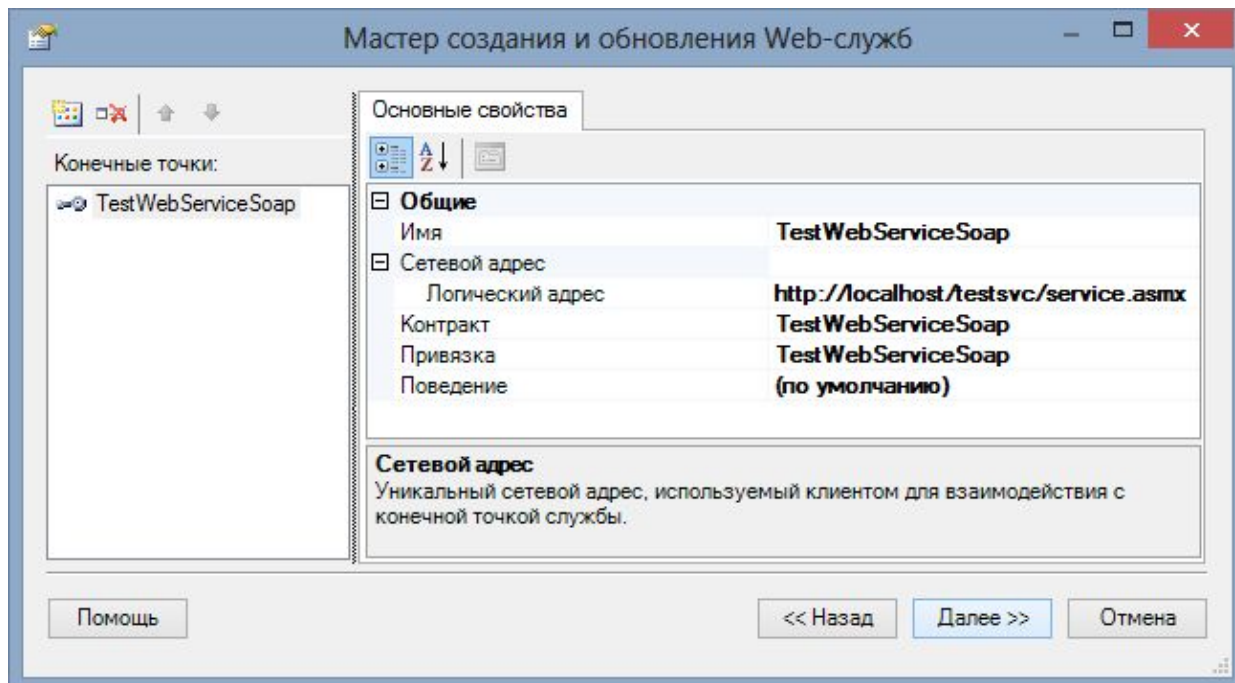 Мастер создания и обновления Web-служб
Основные свойства
Конечные точки:
TestWebServiceSoap
Общие
Имя TestWebServiceSoap
Сетевой адрес
Логический адрес http://localhost/testsvc/service.asmx
Контракт TestWebServiceSoap
Привязка TestWebServiceSoap
Поведение (по умолчанию)
Сетевой адрес
Уникальный сетевой адрес, используемый клиентом для взаимодействия с
конечной точкой службы.
Помощь << Назад Далее >> Отмена